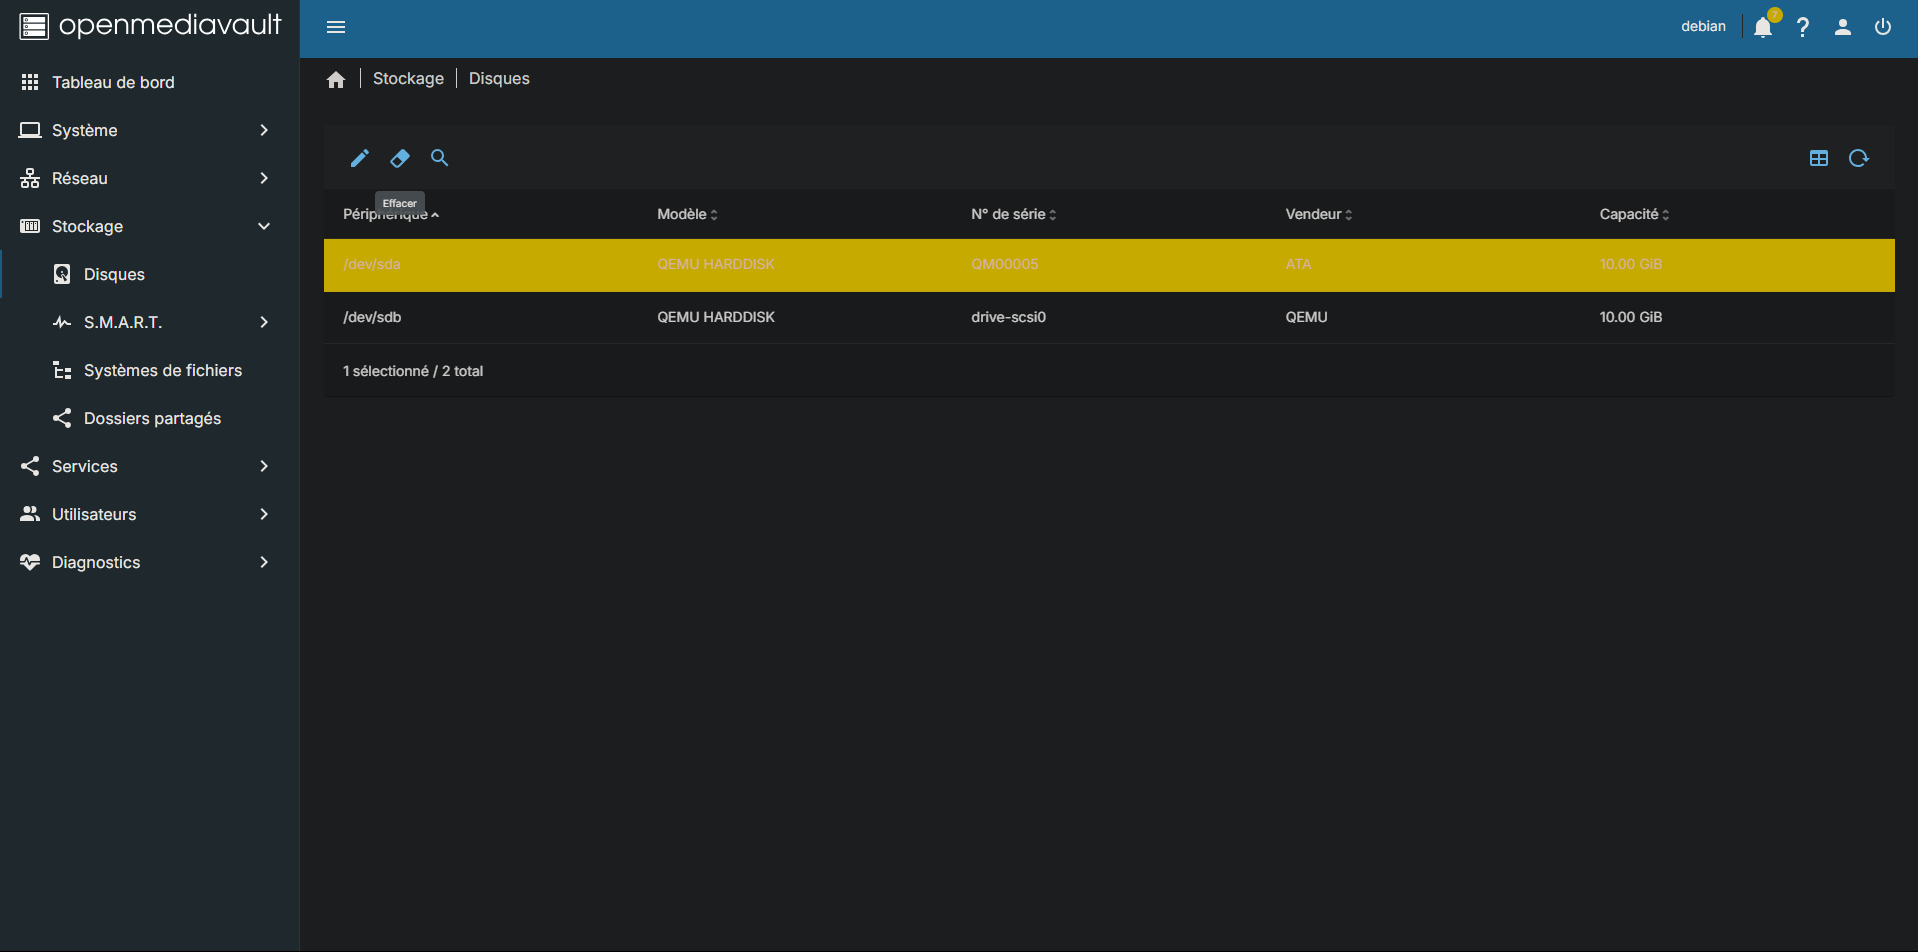 openmediavault
debian
7
Tableau de bord
Système
Réseau
Stockage
Disques
S.M.A.R.T.
Systèmes de fichiers
Dossiers partagés
Services
Utilisateurs
Diagnostics
Stockage | Disques
Effacer
Périphérique Modèle N° de série Vendeur Capacité
/dev/sda QEMU HARDDISK QM00005 ATA 10.00 GiB
/dev/sdb QEMU HARDDISK drive-scsi0 QEMU 10.00 GiB
1 sélectionné / 2 total